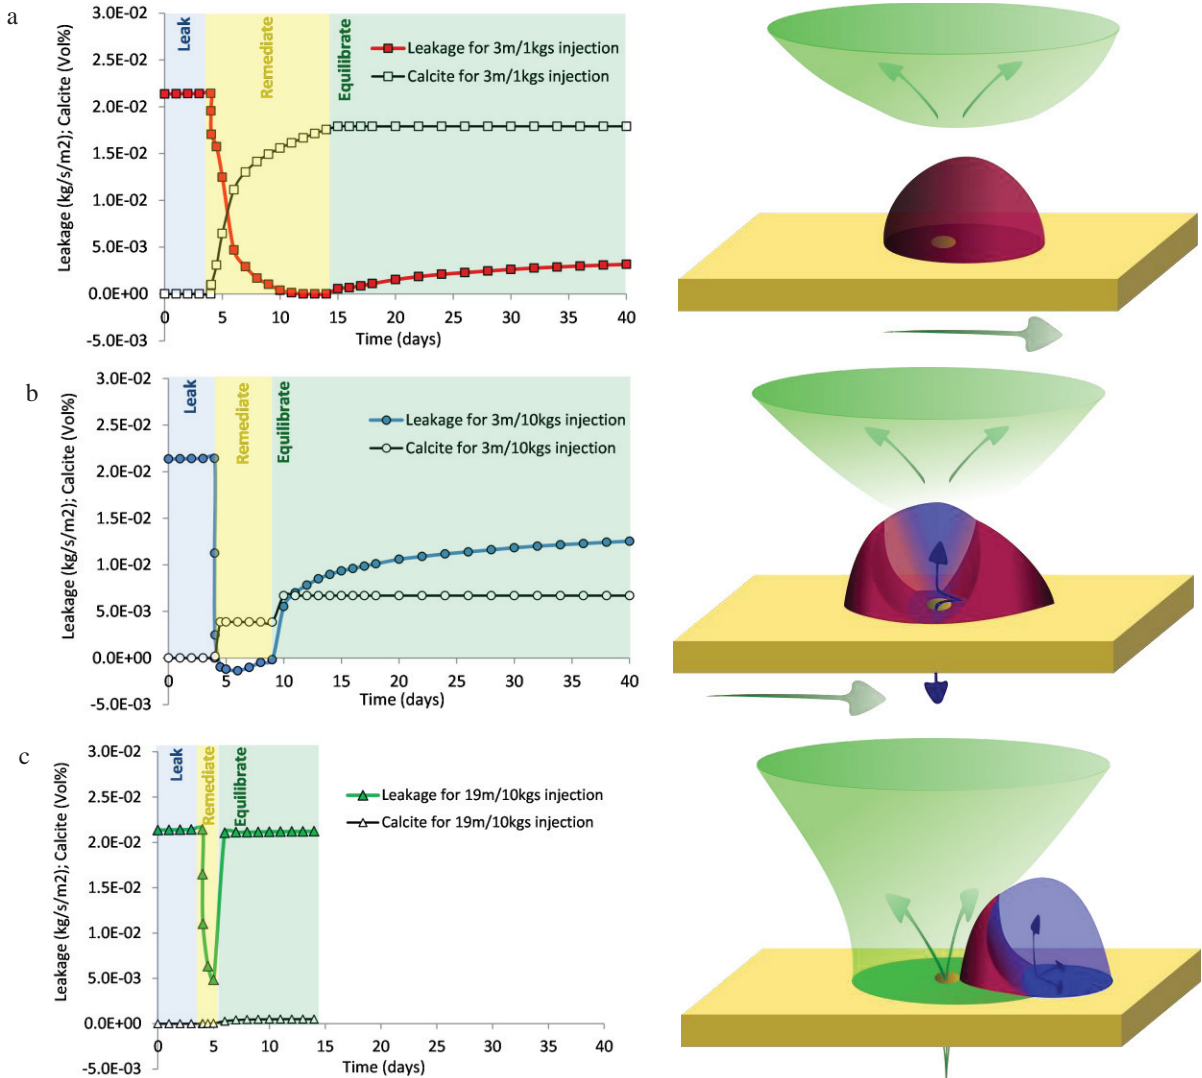 a
Leakage (kg/s/m2); Calcite (Vol%)
3.0E-02
2.5E-02
2.0E-02
1.5E-02
1.0E-02
5.0E-03
0.0E+00
-5.0E-03
Leak
Remediate
Equilibrate
Leakage for 3m/1kgs injection
Calcite for 3m/1kgs injection
0 5 10 15 20 25 30 35 40
Time (days)
b
Leakage (kg/s/m2); Calcite (Vol%)
3.0E-02
2.5E-02
2.0E-02
1.5E-02
1.0E-02
5.0E-03
0.0E+00
-5.0E-03
Leak
Remediate
Equilibrate
Leakage for 3m/10kgs injection
Calcite for 3m/10kgs injection
0 5 10 15 20 25 30 35 40
Time (days)
c
Leakage (kg/s/m2); Calcite (Vol%)
3.0E-02
2.5E-02
2.0E-02
1.5E-02
1.0E-02
5.0E-03
0.0E+00
-5.0E-03
Leak
Remediate
Equilibrate
Leakage for 19m/10kgs injection
Calcite for 19m/10kgs injection
0 5 10 15 20 25 30 35 40
Time (days)